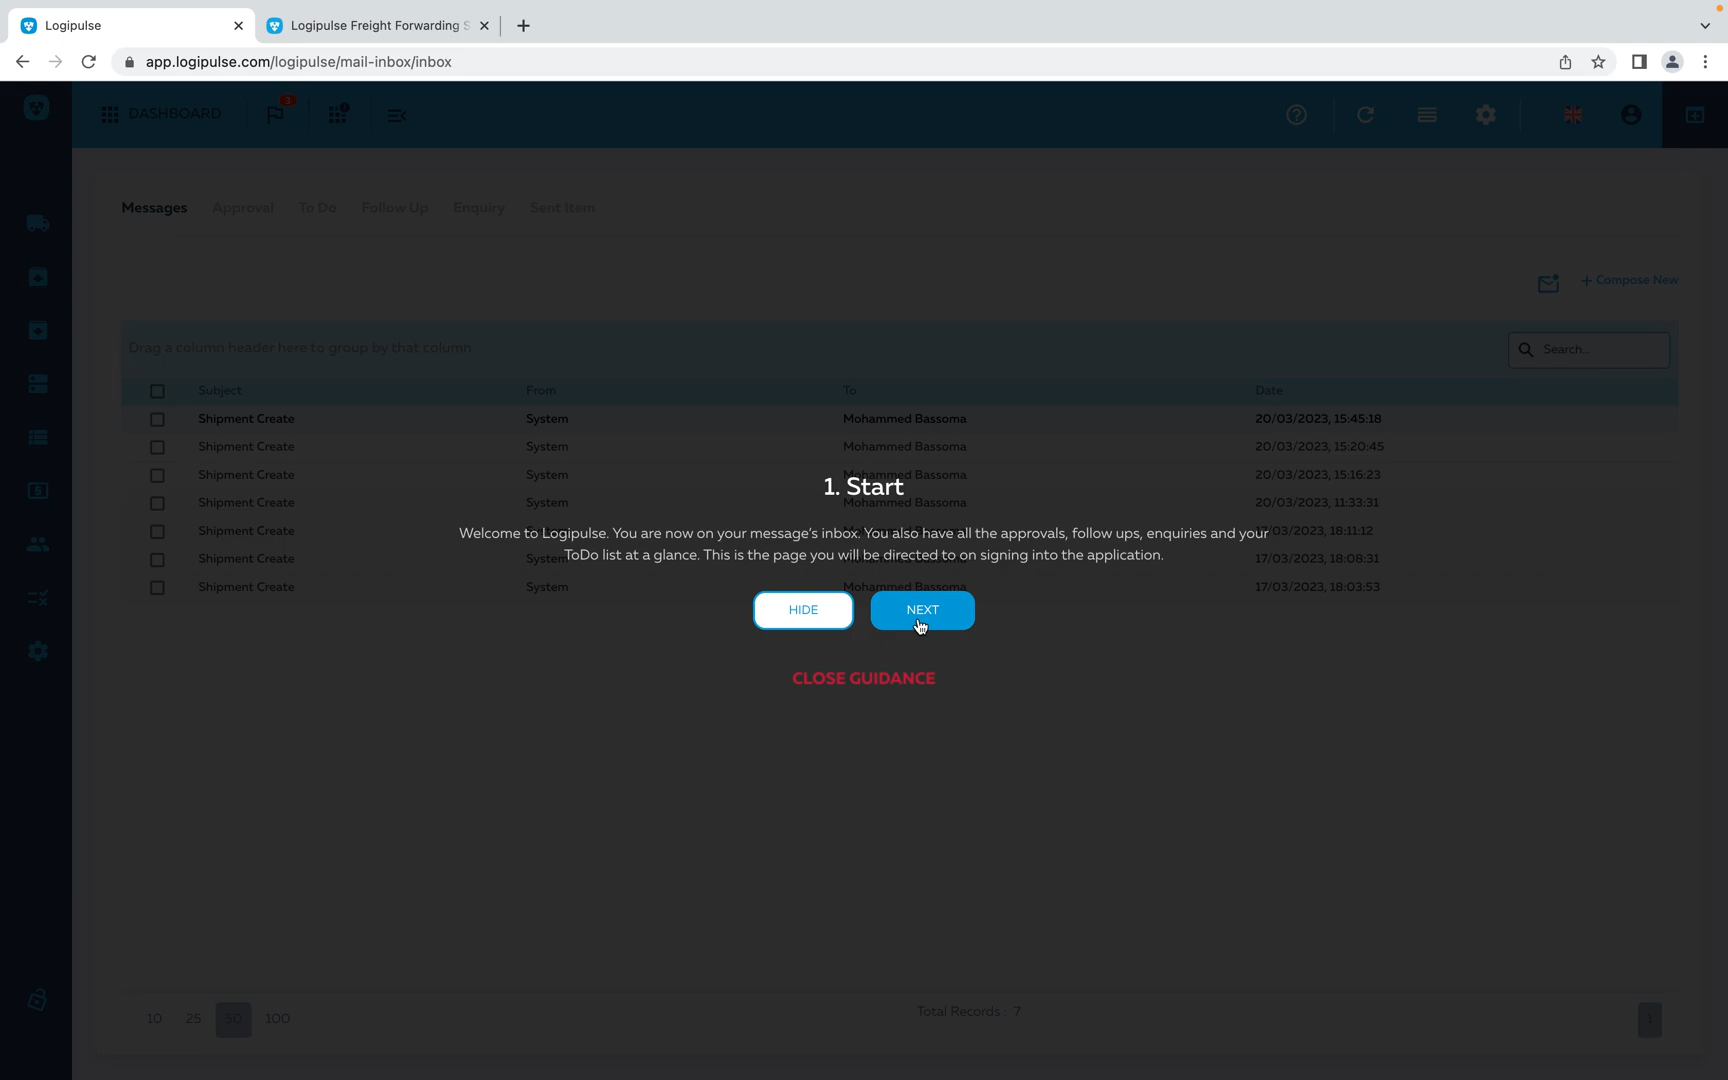 Logipulse
Logipulse Freight Forwarding S
app.logipulse.com/logipulse/mail-inbox/inbox
DASHBOARD
3
Messages Approval To Do Follow Up Enquiry Sent Item
+ Compose New
Drag a column header here to group by that column
Search...
Subject From To Date
Shipment Create System Mohammed Bassoma 20/03/2023, 15:45:18
Shipment Create System Mohammed Bassoma 20/03/2023, 15:20:45
Shipment Create System Mohammed Bassoma 20/03/2023, 15:16:23
1. Start
Shipment Create System Mohammed Bassoma 20/03/2023, 11:33:31
Shipment Create System Mohammed Bassoma 17/03/2023, 18:11:12
Welcome to Logipulse. You are now on your message's inbox. You also have all the approvals, follow ups, enquiries and your
ToDo list at a glance. This is the page you will be directed to on signing into the application.
Shipment Create System Mohammed Bassoma 17/03/2023, 18:08:31
Shipment Create System Mohammed Bassoma 17/03/2023, 18:03:53
HIDE NEXT
CLOSE GUIDANCE
10 25 50 100
Total Records : 7
1